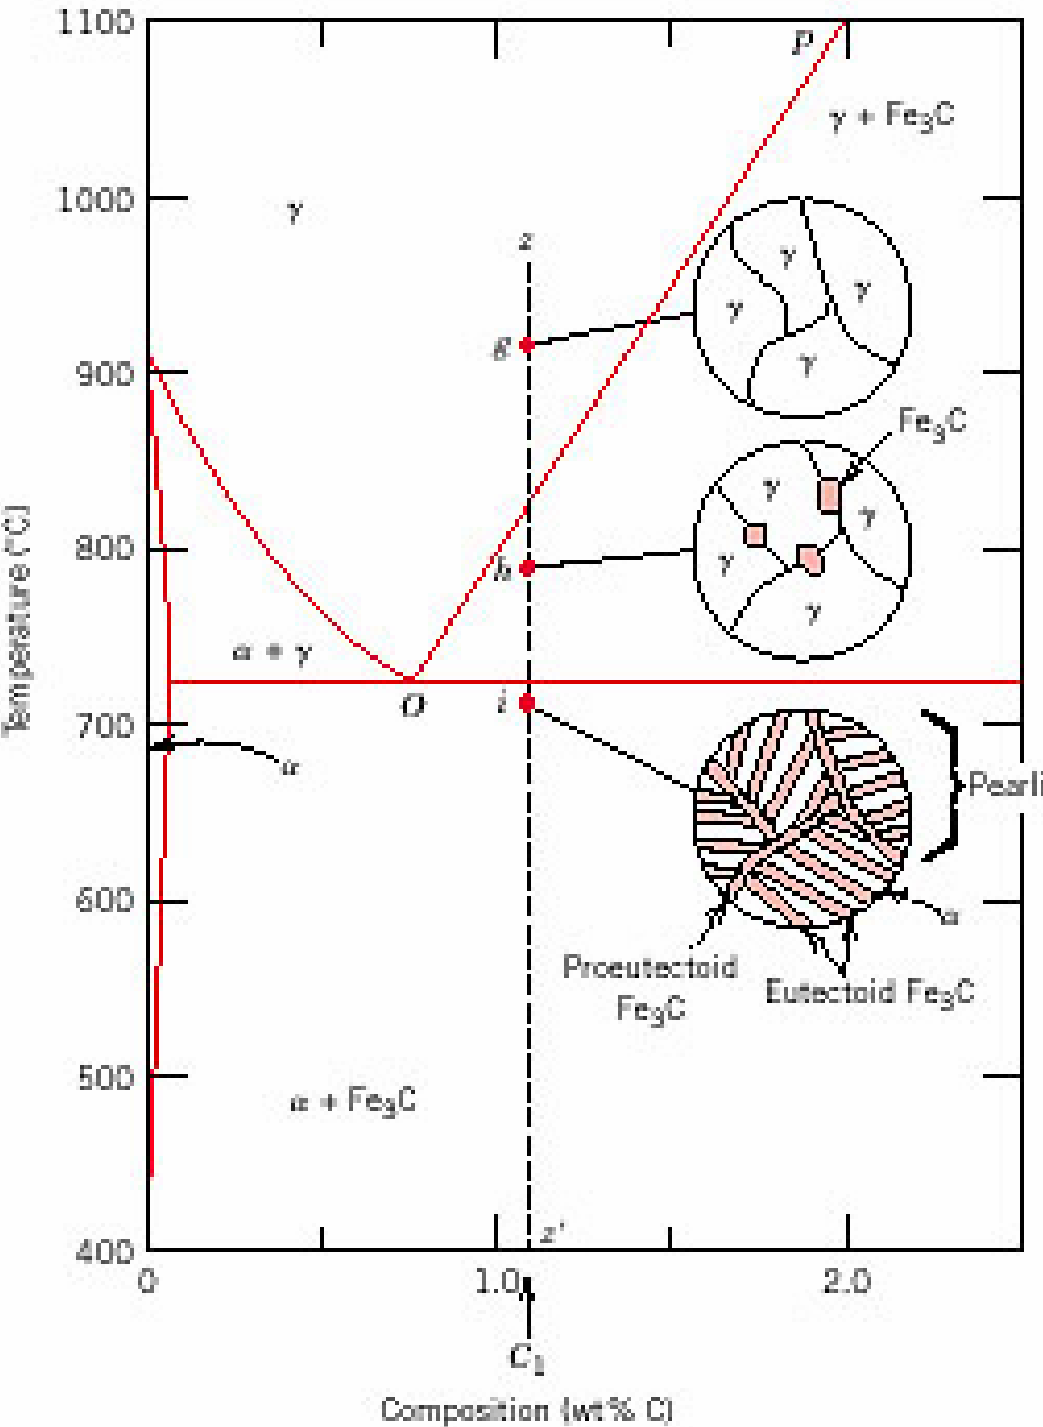 1100
P
γ + Fe3C
1000
γ
z
γ
γ
γ
g
γ
900
Fe3C
γ
γ
800
h
γ
γ
α + γ
O
i
700
α
Pearli
600
α
Proeutectoid
Fe3C
Eutectoid Fe3C
500
α + Fe3C
z'
400
0
1.0
2.0
C1
Composition (wt% C)
Temperature (°C)